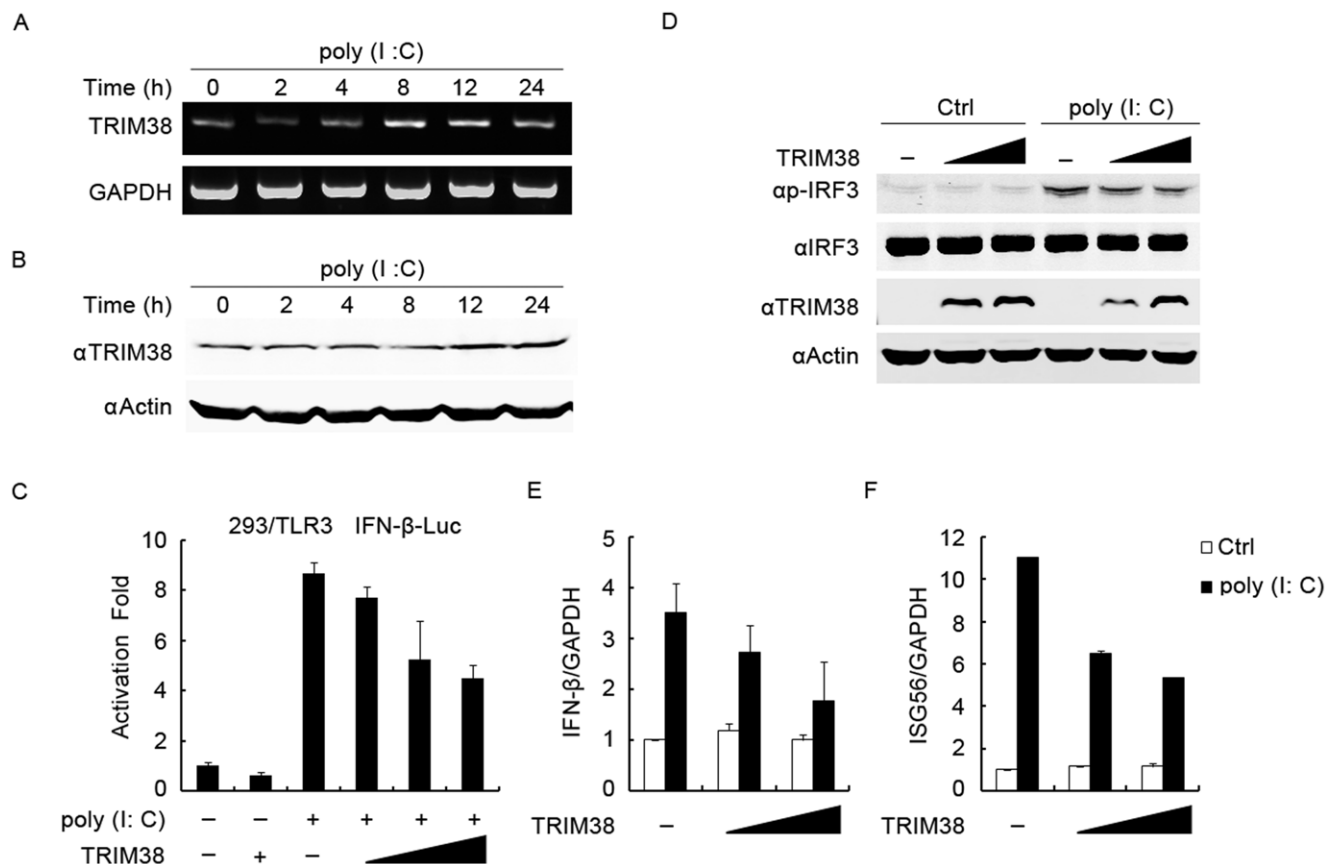 A
poly (I :C)
Time (h) 0 2 4 8 12 24
TRIM38
GAPDH
B
poly (I :C)
Time (h) 0 2 4 8 12 24
αTRIM38
αActin
D
Ctrl poly (I: C)
TRIM38 – –
αp-IRF3
αIRF3
αTRIM38
αActin
C
293/TLR3 IFN-β-Luc
Activation Fold
10
8
6
4
2
0
poly (I: C) – – + + + +
TRIM38 – + –
E
IFN-β/GAPDH
5
4
3
2
1
0
TRIM38 –
F
ISG56/GAPDH
12
10
8
6
4
2
0
TRIM38 –
Ctrl
poly (I: C)